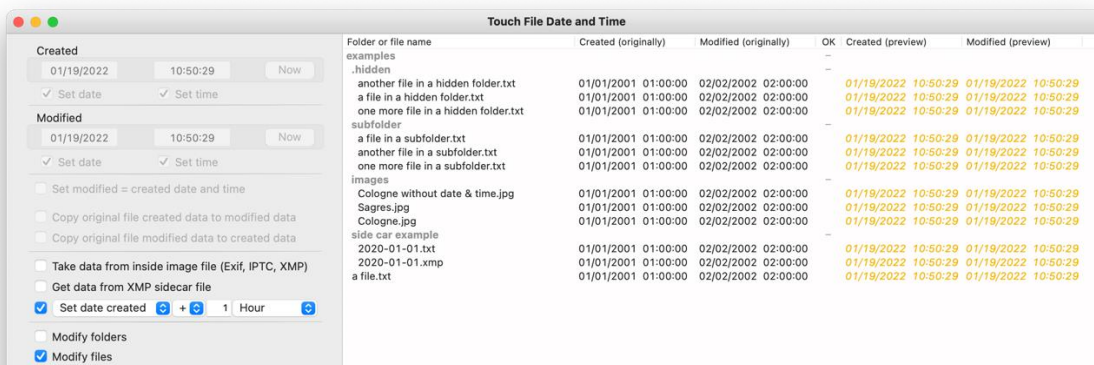 Touch File Date and Time
Created
01/19/2022 10:50:29 Now
Set date Set time
Modified
01/19/2022 10:50:29 Now
Set date Set time
Set modified = created date and time
Copy original file created data to modified data
Copy original file modified data to created data
Take data from inside image file (Exif, IPTC, XMP)
Get data from XMP sidecar file
Set date created + 1 Hour
Modify folders
Modify files
Folder or file name Created (originally) Modified (originally) OK Created (preview) Modified (preview)
examples –
.hidden –
another file in a hidden folder.txt 01/01/2001 01:00:00 02/02/2002 02:00:00 01/19/2022 10:50:29 01/19/2022 10:50:29
a file in a hidden folder.txt 01/01/2001 01:00:00 02/02/2002 02:00:00 01/19/2022 10:50:29 01/19/2022 10:50:29
one more file in a hidden folder.txt 01/01/2001 01:00:00 02/02/2002 02:00:00 01/19/2022 10:50:29 01/19/2022 10:50:29
subfolder –
a file in a subfolder.txt 01/01/2001 01:00:00 02/02/2002 02:00:00 01/19/2022 10:50:29 01/19/2022 10:50:29
another file in a subfolder.txt 01/01/2001 01:00:00 02/02/2002 02:00:00 01/19/2022 10:50:29 01/19/2022 10:50:29
one more file in a subfolder.txt 01/01/2001 01:00:00 02/02/2002 02:00:00 01/19/2022 10:50:29 01/19/2022 10:50:29
images –
Cologne without date & time.jpg 01/01/2001 01:00:00 02/02/2002 02:00:00 01/19/2022 10:50:29 01/19/2022 10:50:29
Sagres.jpg 01/01/2001 01:00:00 02/02/2002 02:00:00 01/19/2022 10:50:29 01/19/2022 10:50:29
Cologne.jpg 01/01/2001 01:00:00 02/02/2002 02:00:00 01/19/2022 10:50:29 01/19/2022 10:50:29
side car example –
2020-01-01.txt 01/01/2001 01:00:00 02/02/2002 02:00:00 01/19/2022 10:50:29 01/19/2022 10:50:29
2020-01-01.xmp 01/01/2001 01:00:00 02/02/2002 02:00:00 01/19/2022 10:50:29 01/19/2022 10:50:29
a file.txt 01/01/2001 01:00:00 02/02/2002 02:00:00 01/19/2022 10:50:29 01/19/2022 10:50:29